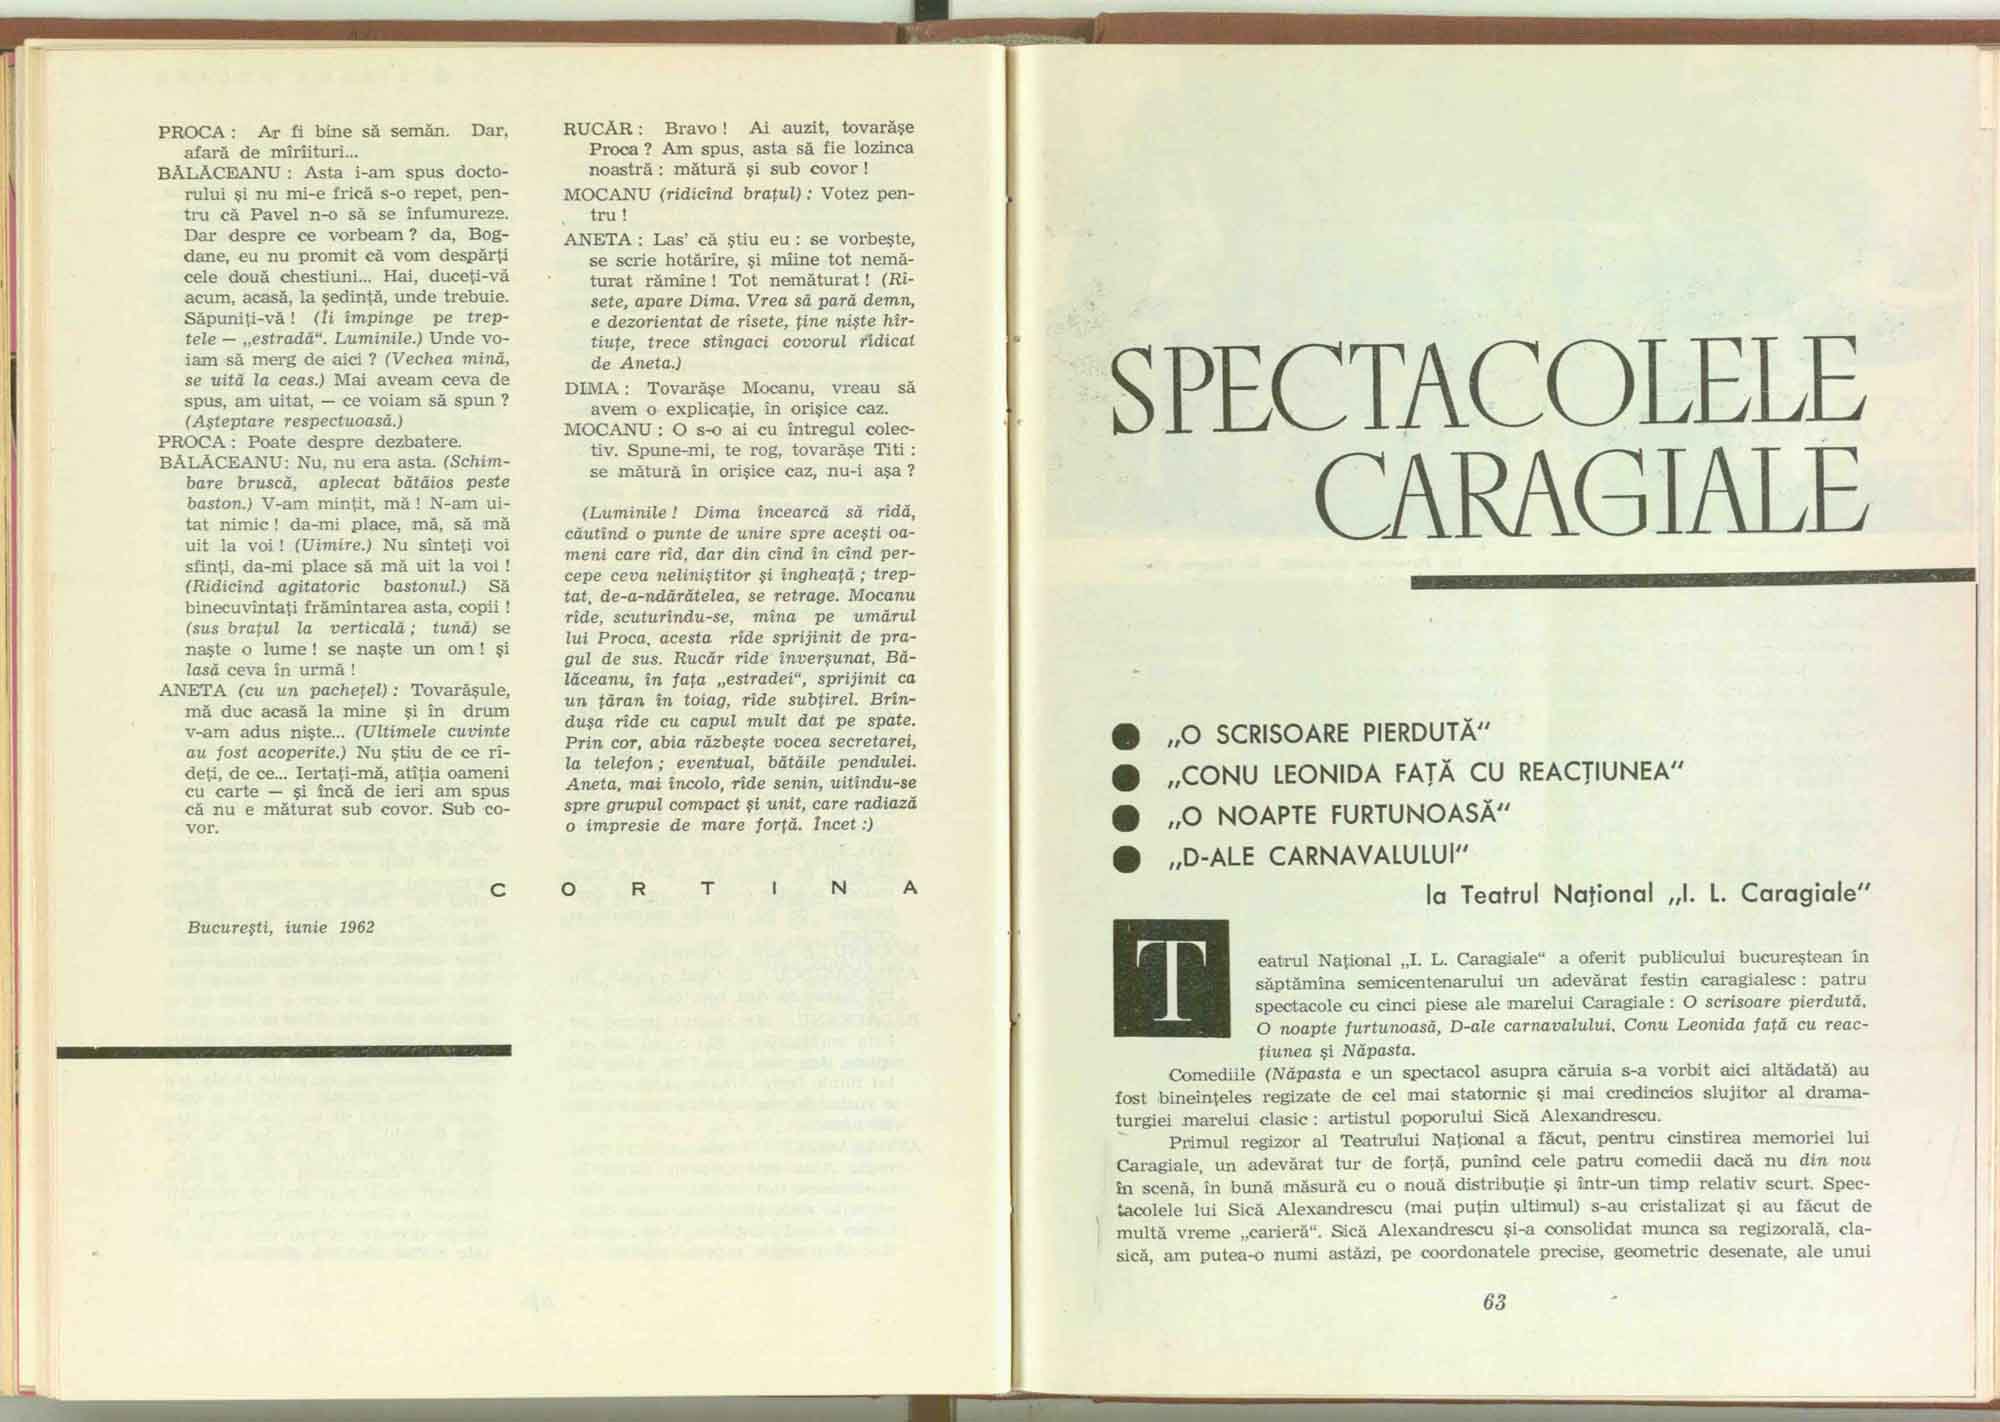 PROCA : Ar fi bine să semăn. Dar,
afară de mîrîituri...
BĂLĂCEANU : Asta i-am spus docto-
rului şi nu mi-e frică s-o repet, pen-
tru că Pavel n-o să se înfumureze.
Dar despre ce vorbeam ? da, Bog-
dane, eu nu promit că vom despărţi
cele două chestiuni... Hai, duceţi-vă
acum, acasă, la şedinţă, unde trebuie.
Săpuniţi-vă ! (Îi împinge pe trep-
tele — „estradă“. Luminile.) Unde vo-
iam să merg de aici ? (Vechea mină,
se uită la ceas.) Mai aveam ceva de
spus, am uitat, — ce voiam să spun ?
(Aşteptare respectuoasă.)
PROCA : Poate despre dezbatere.
BĂLĂCEANU: Nu, nu era asta. (Schim-
bare bruscă, aplecat bătăios peste
baston.) V-am minţit, mă ! N-am ui-
tat nimic ! da-mi place, mă, să mă
uit la voi ! (Uimire.) Nu sînteţi voi
sfinţi, da-mi place să mă uit la voi !
(Ridicînd agitatoric bastonul.) Să
binecuvîntaţi frămîntarea asta, copii !
(sus braţul la verticală ; tună) se
naşte o lume ! se naşte un om ! şi
lasă ceva în urmă !
ANETA (cu un pacheţel) : Tovarăşule,
mă duc acasă la mine şi în drum
v-am adus nişte... (Ultimele cuvinte
au fost acoperite.) Nu ştiu de ce rî-
deţi, de ce... Iertaţi-mă, atîţia oameni
cu carte — şi încă de ieri am spus
că nu e măturat sub covor. Sub co-
vor.
RUCĂR : Bravo ! Ai auzit, tovarăşe
Proca ? Am spus, asta să fie lozinca
noastră : mătură şi sub covor !
MOCANU (ridicînd braţul) : Votez pen-
tru !
ANETA : Las' că ştiu eu : se vorbeşte,
se scrie hotărîre, şi mîine tot nemă-
turat rămîne ! Tot nemăturat ! (Rî-
sete, apare Dima. Vrea să pară demn,
e dezorientat de rîsete, ţine nişte hîr-
tiuţe, trece stîngaci covorul ridicat
de Aneta.)
DIMA : Tovarăşe Mocanu, vreau să
avem o explicaţie, în orişice caz.
MOCANU : O s-o ai cu întregul colec-
tiv. Spune-mi, te rog, tovarăşe Titi :
se mătură în orişice caz, nu-i aşa ?
(Luminile ! Dima încearcă să rîdă,
căutînd o punte de unire spre aceşti oa-
meni care rîd, dar din cînd în cînd per-
cepe ceva neliniştitor şi îngheaţă ; trep-
tat, de-a-ndărătelea, se retrage. Mocanu
rîde, scuturîndu-se, mîna pe umărul
lui Proca, acesta rîde sprijinit de pra-
gul de sus. Rucăr rîde înverşunat, Bă-
lăceanu, în faţa „estradei“, sprijinit ca
un ţăran în toiag, rîde subţirel. Brîn-
duşa rîde cu capul mult dat pe spate.
Prin cor, abia răzbeşte vocea secretarei,
la telefon ; eventual, bătăile pendulei.
Aneta, mai încolo, rîde senin, uitîndu-se
spre grupul compact şi unit, care radiază
o impresie de mare forţă. Încet :)
C O R T I N A
Bucureşti, iunie 1962
SPECTACOLELE
CARAGIALE
● „O SCRISOARE PIERDUTĂ“
● „CONU LEONIDA FAŢĂ CU REACŢIUNEA“
● „O NOAPTE FURTUNOASĂ“
● „D-ALE CARNAVALULUI“
la Teatrul Naţional „I. L. Caragiale“
Teatrul Naţional „I. L. Caragiale“ a oferit publicului bucureştean în
săptămîna semicentenarului un adevărat festin caragialesc : patru
spectacole cu cinci piese ale marelui Caragiale : O scrisoare pierdută,
O noapte furtunoasă, D-ale carnavalului, Conu Leonida faţă cu reac-
ţiunea şi Năpasta.
Comediile (Năpasta e un spectacol asupra căruia s-a vorbit aici altădată) au
fost bineînţeles regizate de cel mai statornic şi mai credincios slujitor al drama-
turgiei marelui clasic : artistul poporului Sică Alexandrescu.
Primul regizor al Teatrului Naţional a făcut, pentru cinstirea memoriei lui
Caragiale, un adevărat tur de forţă, punînd cele patru comedii dacă nu din nou
în scenă, în bună măsură cu o nouă distribuţie şi într-un timp relativ scurt. Spec-
tacolele lui Sică Alexandrescu (mai puţin ultimul) s-au cristalizat şi au făcut de
multă vreme „carieră“. Sică Alexandrescu şi-a consolidat munca sa regizorală, cla-
sică, am putea-o numi astăzi, pe coordonatele precise, geometric desenate, ale unui
63